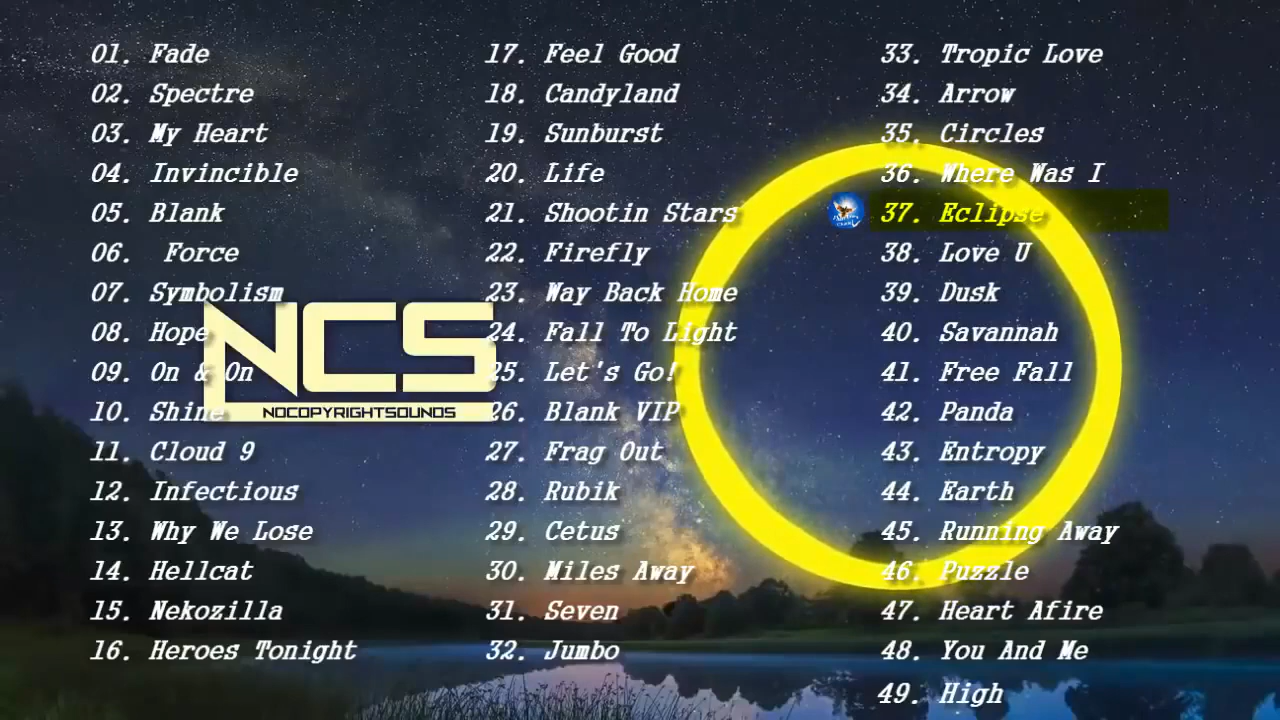 01. Fade
02. Spectre
03. My Heart
04. Invincible
05. Blank
06. Force
07. Symbolism
08. Hope
09. On & On
10. Shine
11. Cloud 9
12. Infectious
13. Why We Lose
14. Hellcat
15. Nekozilla
16. Heroes Tonight
NCS
NOCOPYRIGHTSOUNDS
17. Feel Good
18. Candyland
19. Sunburst
20. Life
21. Shootin Stars
22. Firefly
23. Way Back Home
24. Fall To Light
25. Let's Go!
26. Blank VIP
27. Frag Out
28. Rubik
29. Cetus
30. Miles Away
31. Seven
32. Jumbo
33. Tropic Love
34. Arrow
35. Circles
36. Where Was I
37. Eclipse
38. Love U
39. Dusk
40. Savannah
41. Free Fall
42. Panda
43. Entropy
44. Earth
45. Running Away
46. Puzzle
47. Heart Afire
48. You And Me
49. High